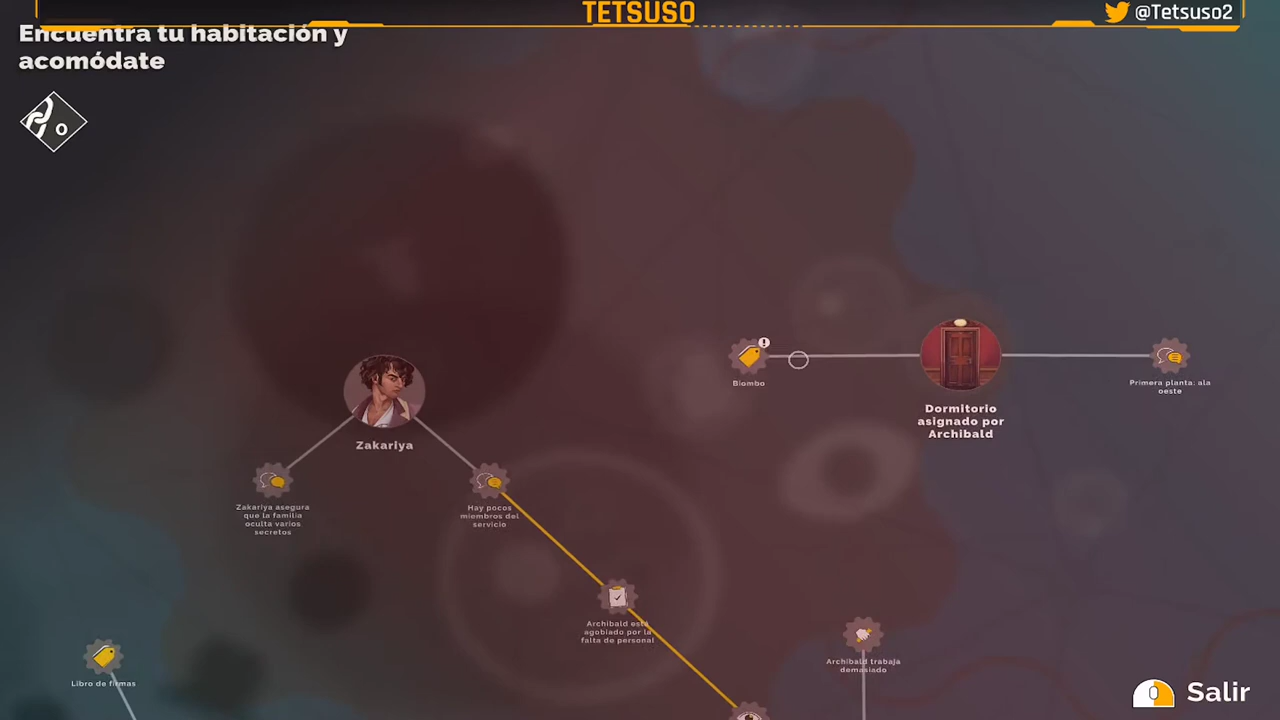 TETSUSO
@Tetsuso2
Encuentra tu habitación y
acomódate
0
!
Biombo
Dormitorio
asignado por
Archibald
Primera planta: ala
oeste
Zakariya
Zakariya asegura
que la familia
oculta varios
secretos
Hay pocos
miembros del
servicio
Archibald está
agobiado por la
falta de personal
Archibald trabaja
demasiado
Libro de firmas
Salir